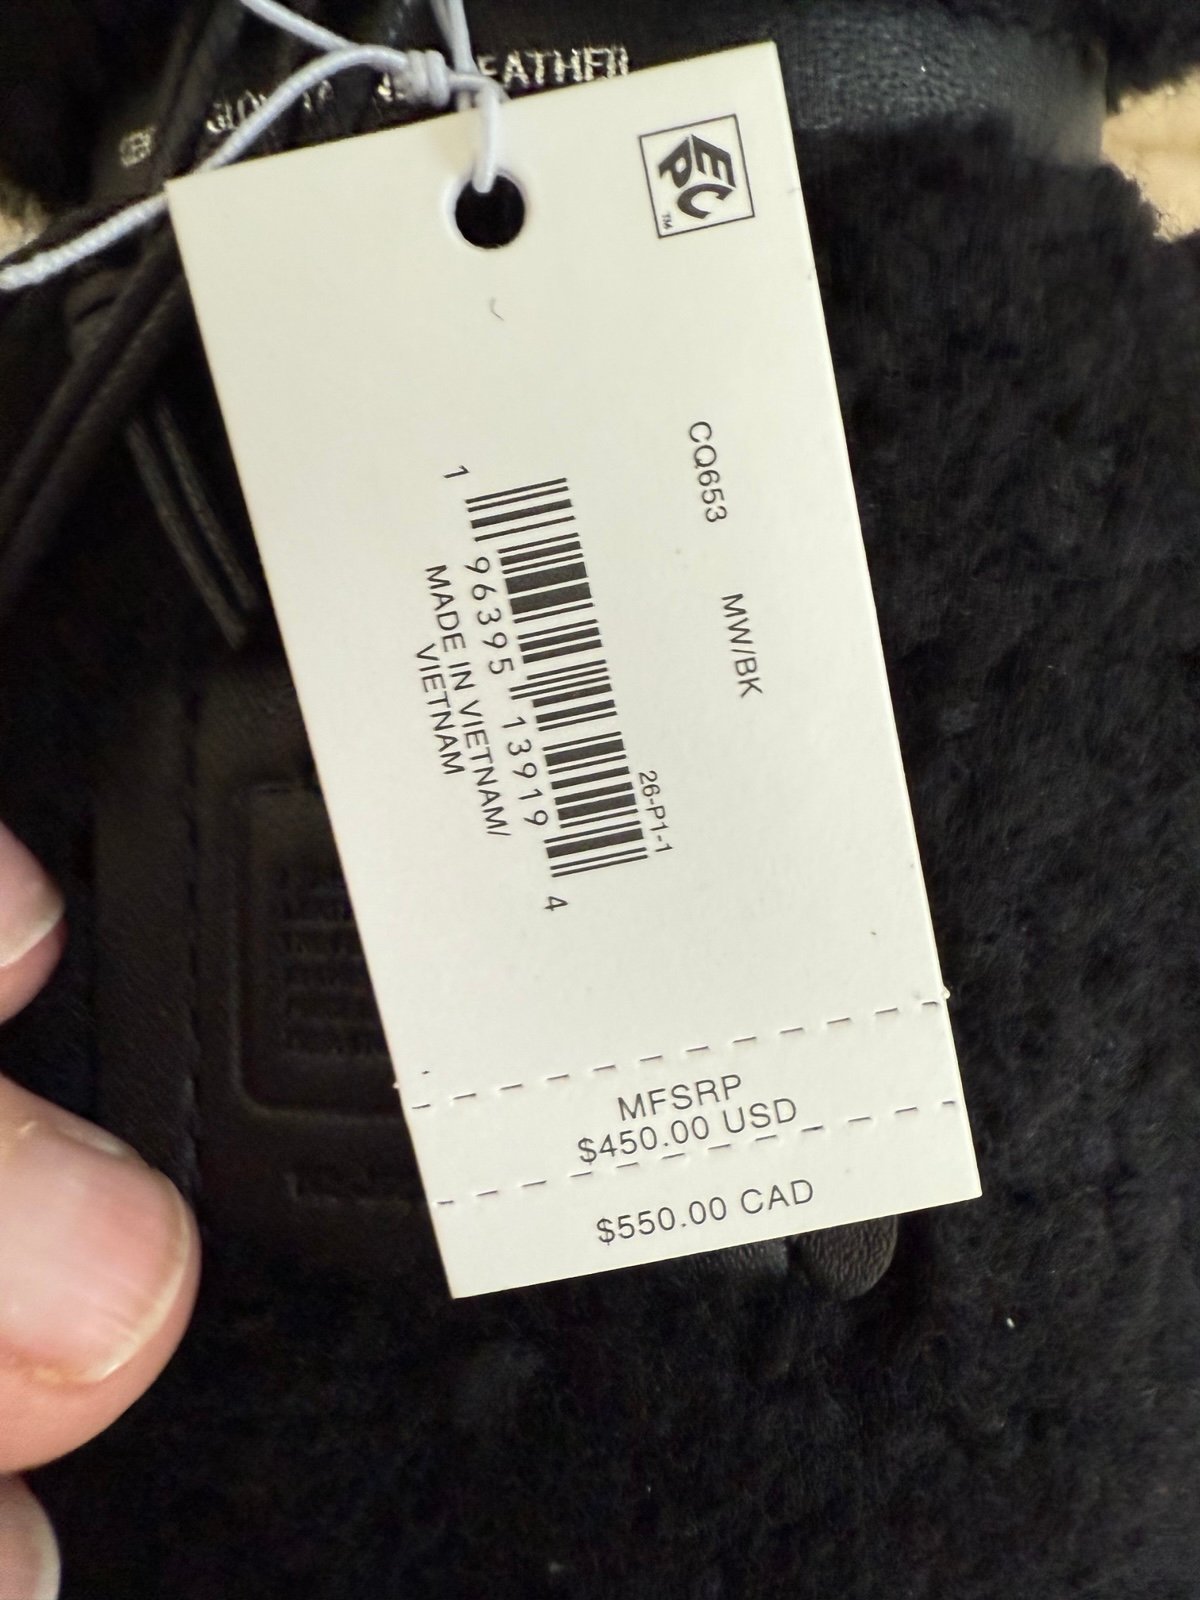 EC
P
TM
CQ653 MW/BK
26-P1-1
1 96395 13919 4
MADE IN VIETNAM/
VIETNAM
MFSRP
$450.00 USD
$550.00 CAD